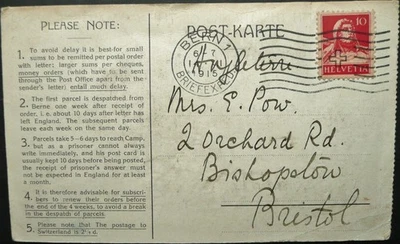 PLEASE NOTE:
1. To avoid delay it is best for small
sums to be remitted per postal order
with letter; larger sums per cheques,
money orders (which have to be sent
through the Post Office apart from the
sender's letter) entail much delay.
2. The first parcel is despatched from
Berne one week after receipt of
order, i.e. about 10 days after letter
has left England. The subsequent parcels
leave each week on the same day.
3. Parcels take 5-6 days to reach Camp,
but as a prisoner cannot always
write immediately, and his post card is
usually kept 10 days before being posted,
the receipt of prisoner's answer must
not be expected in England for at least
a month.
4. It is therefore advisable for subscri-
bers to renew their orders before
the end of the 4 weeks, to avoid a break
in the despatch of parcels.
5. Please note that The postage to
Switzerland is
POST-KARTE
BERN 1
1915
BRIEFEXP.
10
HELVETIA
Angleterre
Mrs. E. Pow.
2 Orchard Rd.
Bishopston
Bristol